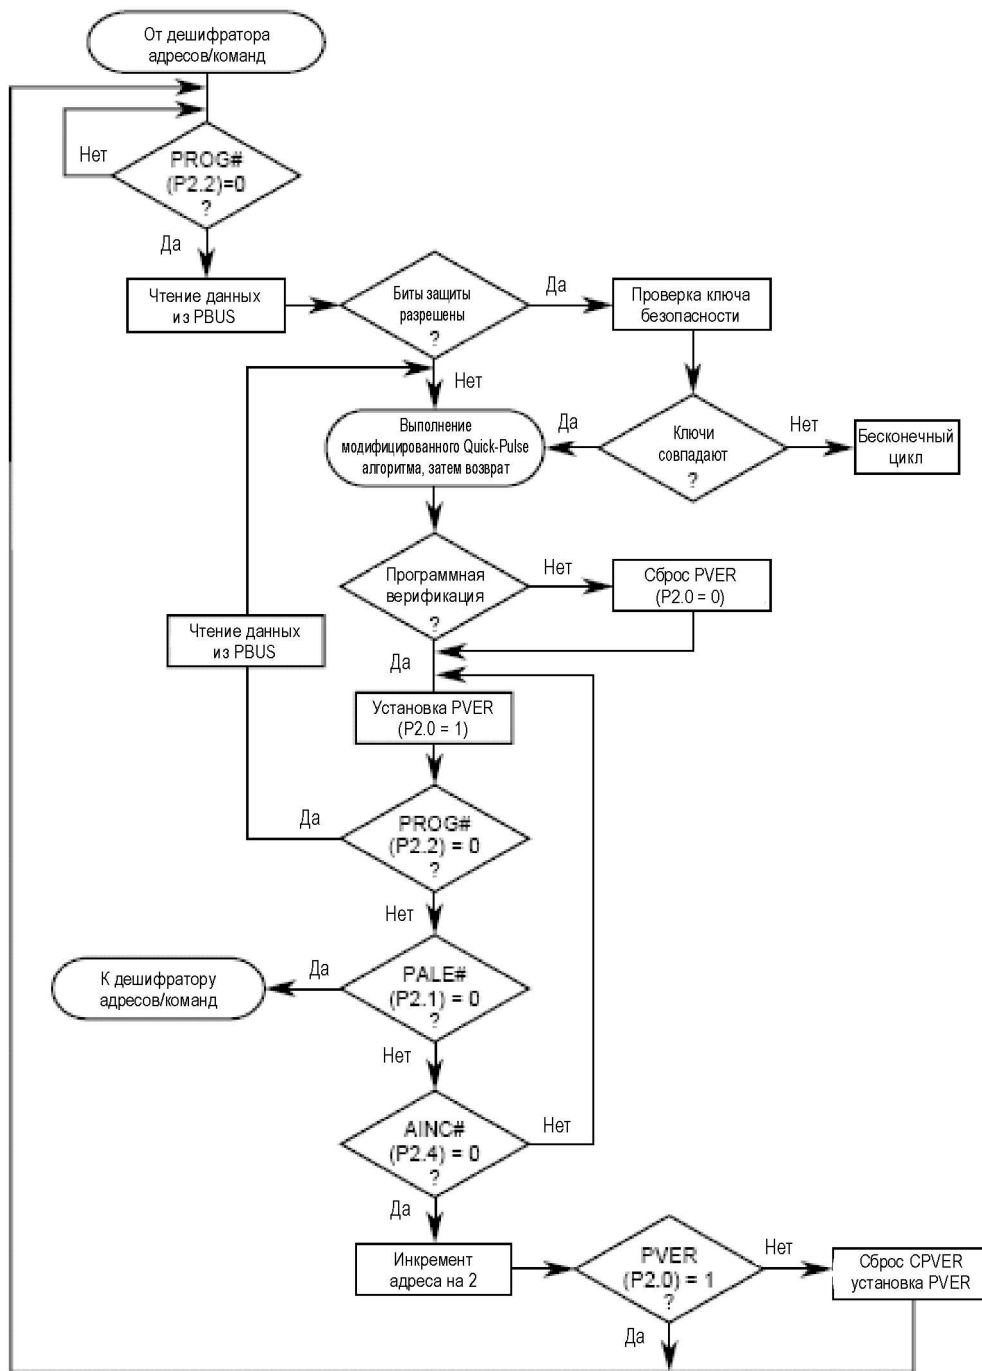 От дешифратора
адресов/команд
Нет
PROG#
(P2.2)=0
?
Да
Чтение данных
из PBUS
Биты защиты
разрешены
?
Да
Проверка ключа
безопасности
Нет
Выполнение
модифицированного Quick-Pulse
алгоритма, затем возврат
Да
Ключи
совпадают
?
Нет
Бесконечный
цикл
Программная
верификация
?
Нет
Сброс PVER
(P2.0 = 0)
Чтение данных
из PBUS
Да
Установка PVER
(P2.0 = 1)
Да
PROG#
(P2.2) = 0
?
Нет
К дешифратору
адресов/команд
Да
PALE#
(P2.1) = 0
?
Нет
AINC#
(P2.4) = 0
?
Нет
Да
Инкремент
адреса на 2
PVER
(P2.0) = 1
?
Нет
Сброс CPVER
установка PVER
Да